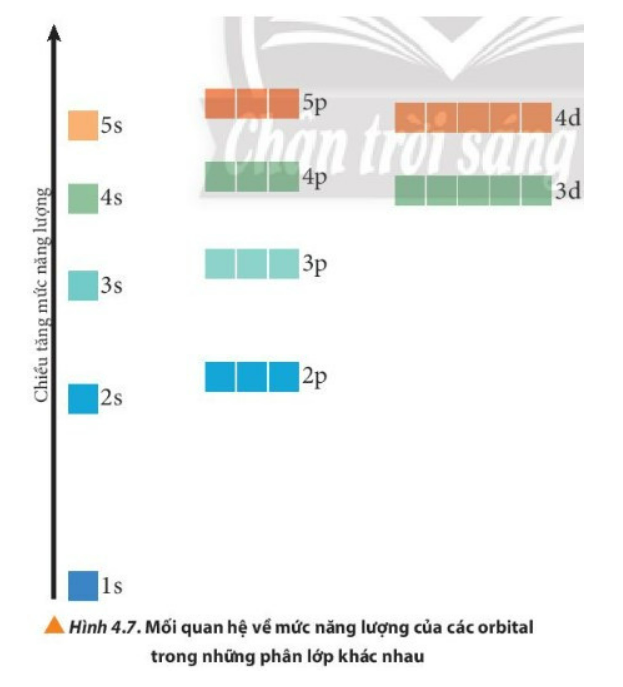 5p
5s
4d
Chân trời sáng
4p
4s
3d
3p
3s
2p
2s
1s
Chiều tăng mức năng lượng
Hình 4.7. Mối quan hệ về mức năng lượng của các orbital
trong những phân lớp khác nhau